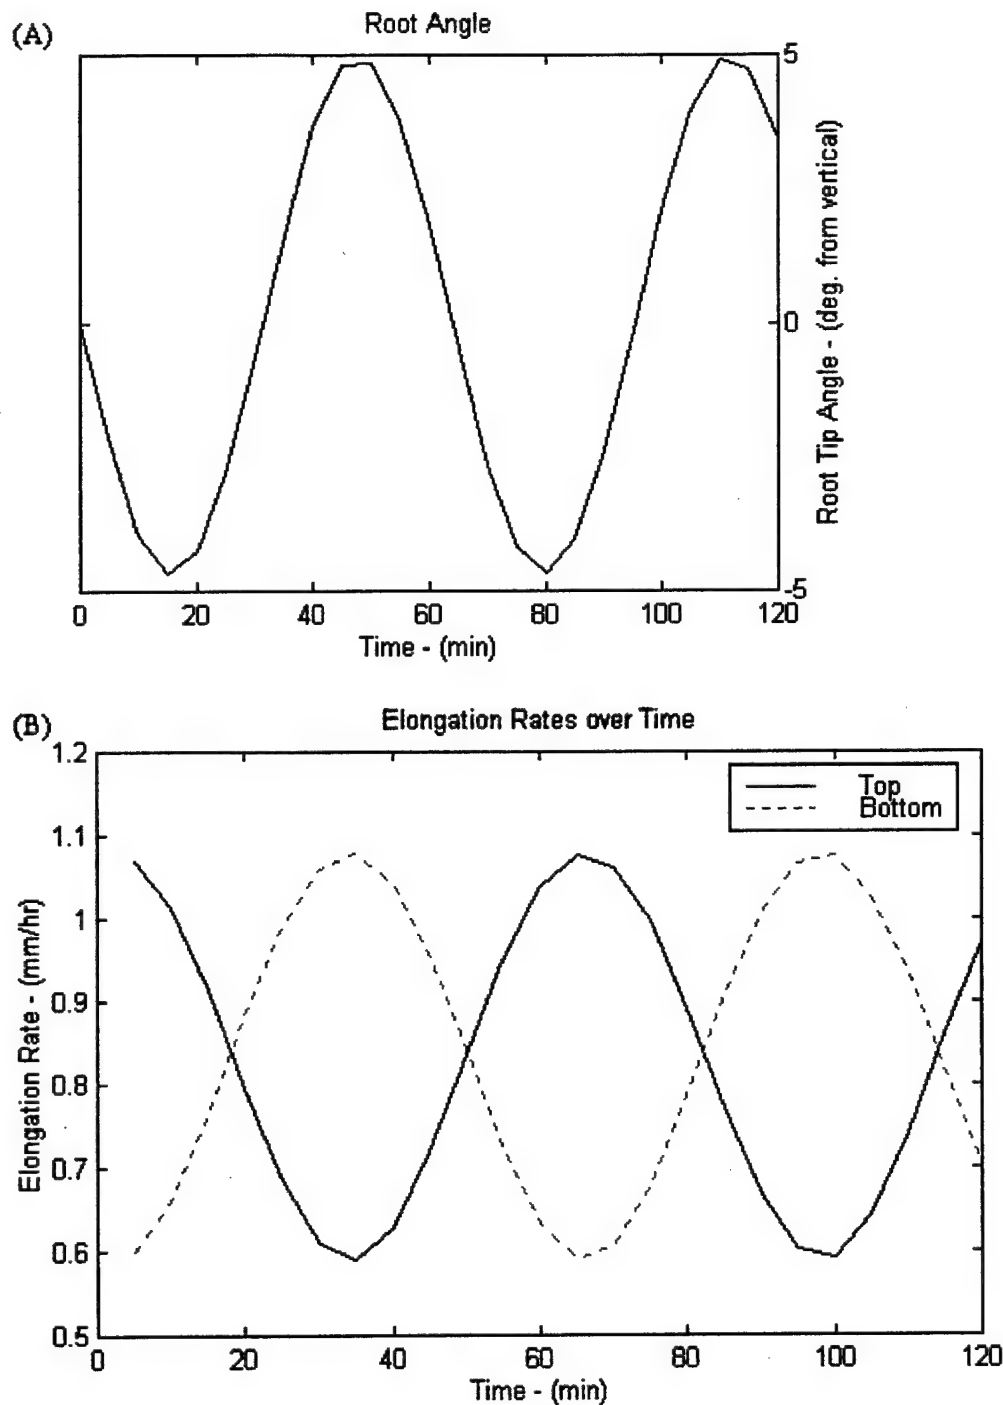 (A)
Root Angle
5
0
-5
Root Tip Angle - (deg. from vertical)
0 20 40 60 80 100 120
Time - (min)
(B)
Elongation Rates over Time
1.2
1.1
1
0.9
0.8
0.7
0.6
0.5
Elongation Rate - (mm/hr)
Top
Bottom
0 20 40 60 80 100 120
Time - (min)